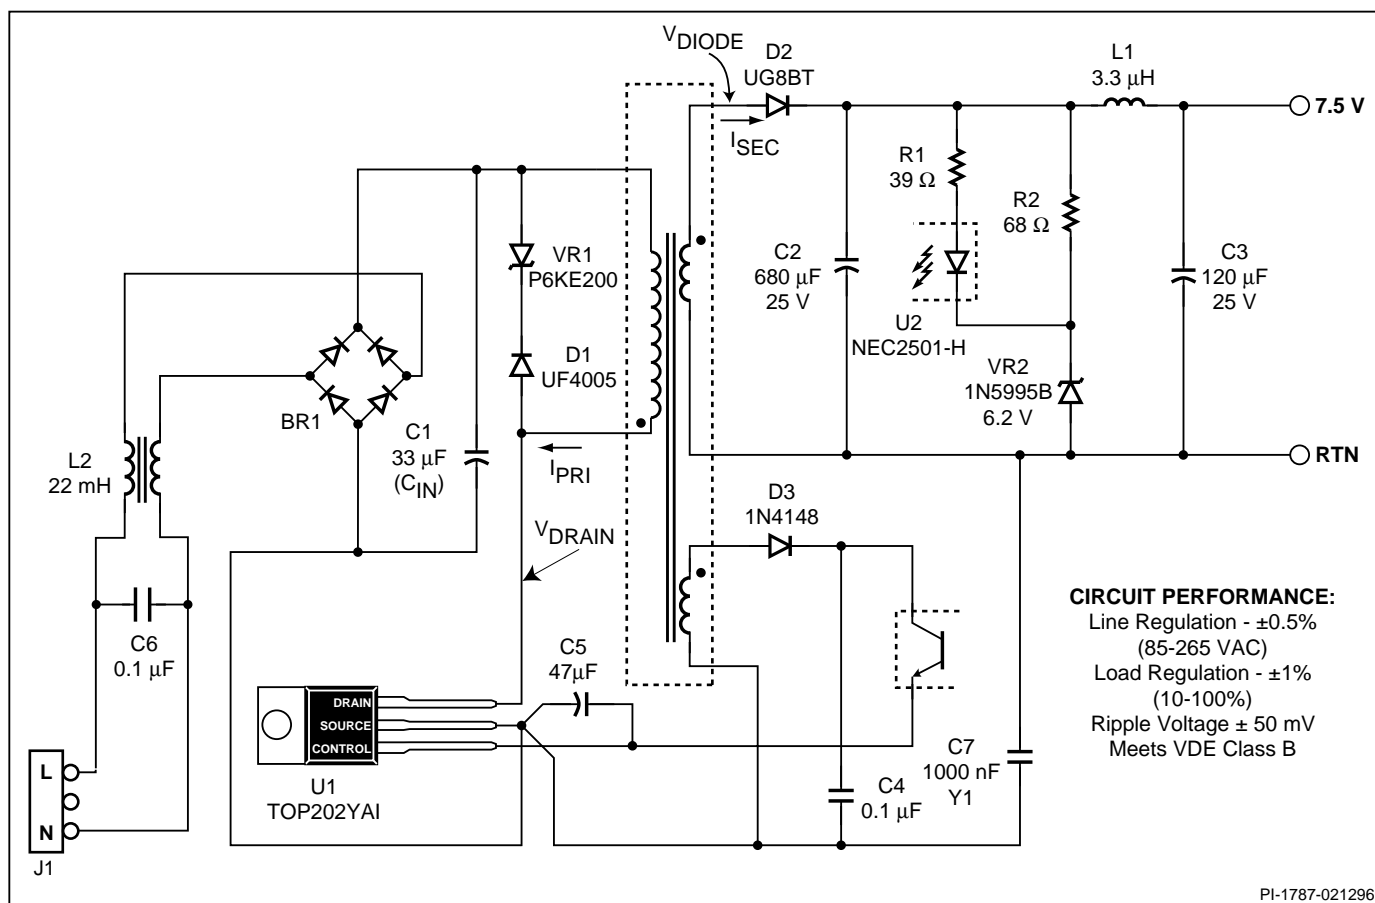 VDIODE
D2
UG8BT
ISEC
L1
3.3 µH
7.5 V
R1
39 Ω
R2
68 Ω
C2
680 µF
25 V
C3
120 µF
25 V
U2
NEC2501-H
VR2
1N5995B
6.2 V
RTN
VR1
P6KE200
D1
UF4005
BR1
C1
33 µF
(CIN)
IPRI
L2
22 mH
VDRAIN
D3
1N4148
C6
0.1 µF
C5
47µF
DRAIN
SOURCE
CONTROL
U1
TOP202YAI
L
N
J1
C4
0.1 µF
C7
1000 nF
Y1
CIRCUIT PERFORMANCE:
Line Regulation - ±0.5%
(85-265 VAC)
Load Regulation - ±1%
(10-100%)
Ripple Voltage ± 50 mV
Meets VDE Class B
PI-1787-021296